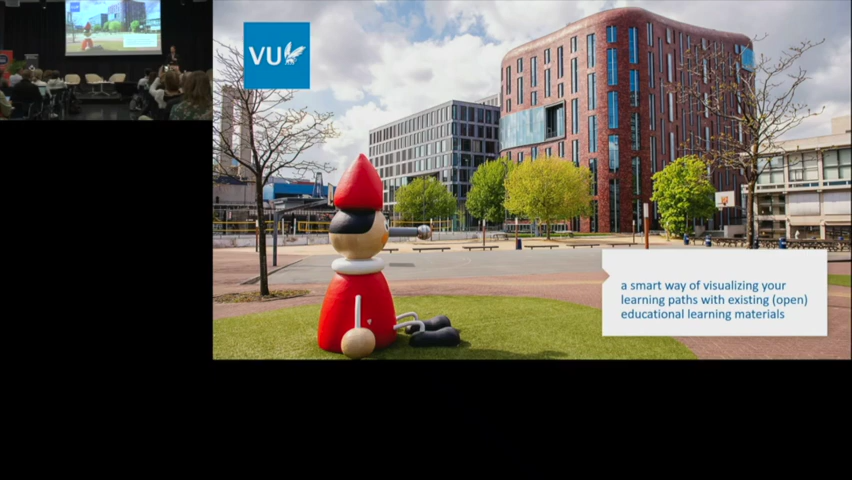 VU
a smart way of visualizing your
learning paths with existing (open)
educational learning materials